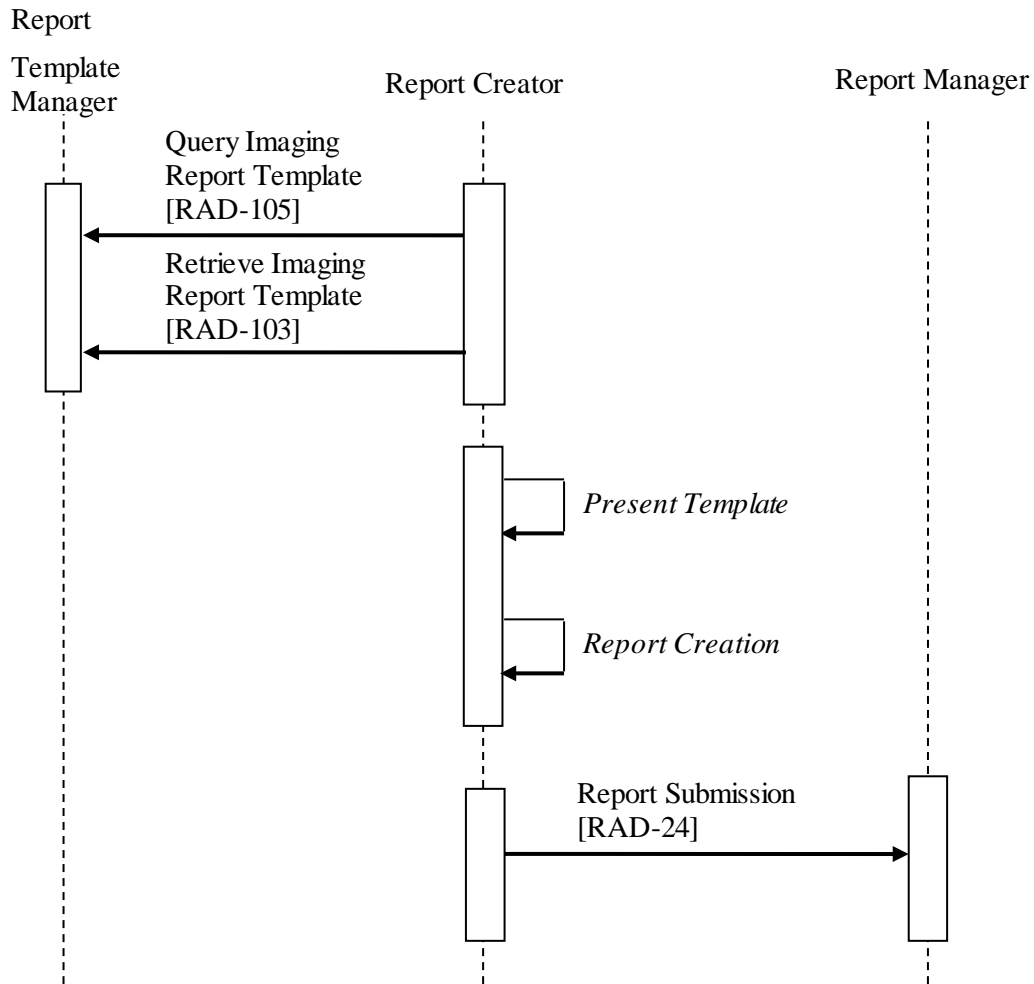 Report
Template
Manager
Report Creator
Report Manager
Query Imaging
Report Template
[RAD-105]
Retrieve Imaging
Report Template
[RAD-103]
Present Template
Report Creation
Report Submission
[RAD-24]